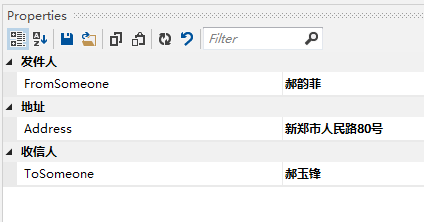 Properties
Filter
发件人
FromSomeone 郝韵菲
地址
Address 新郑市人民路80号
收信人
ToSomeone 郝玉锋